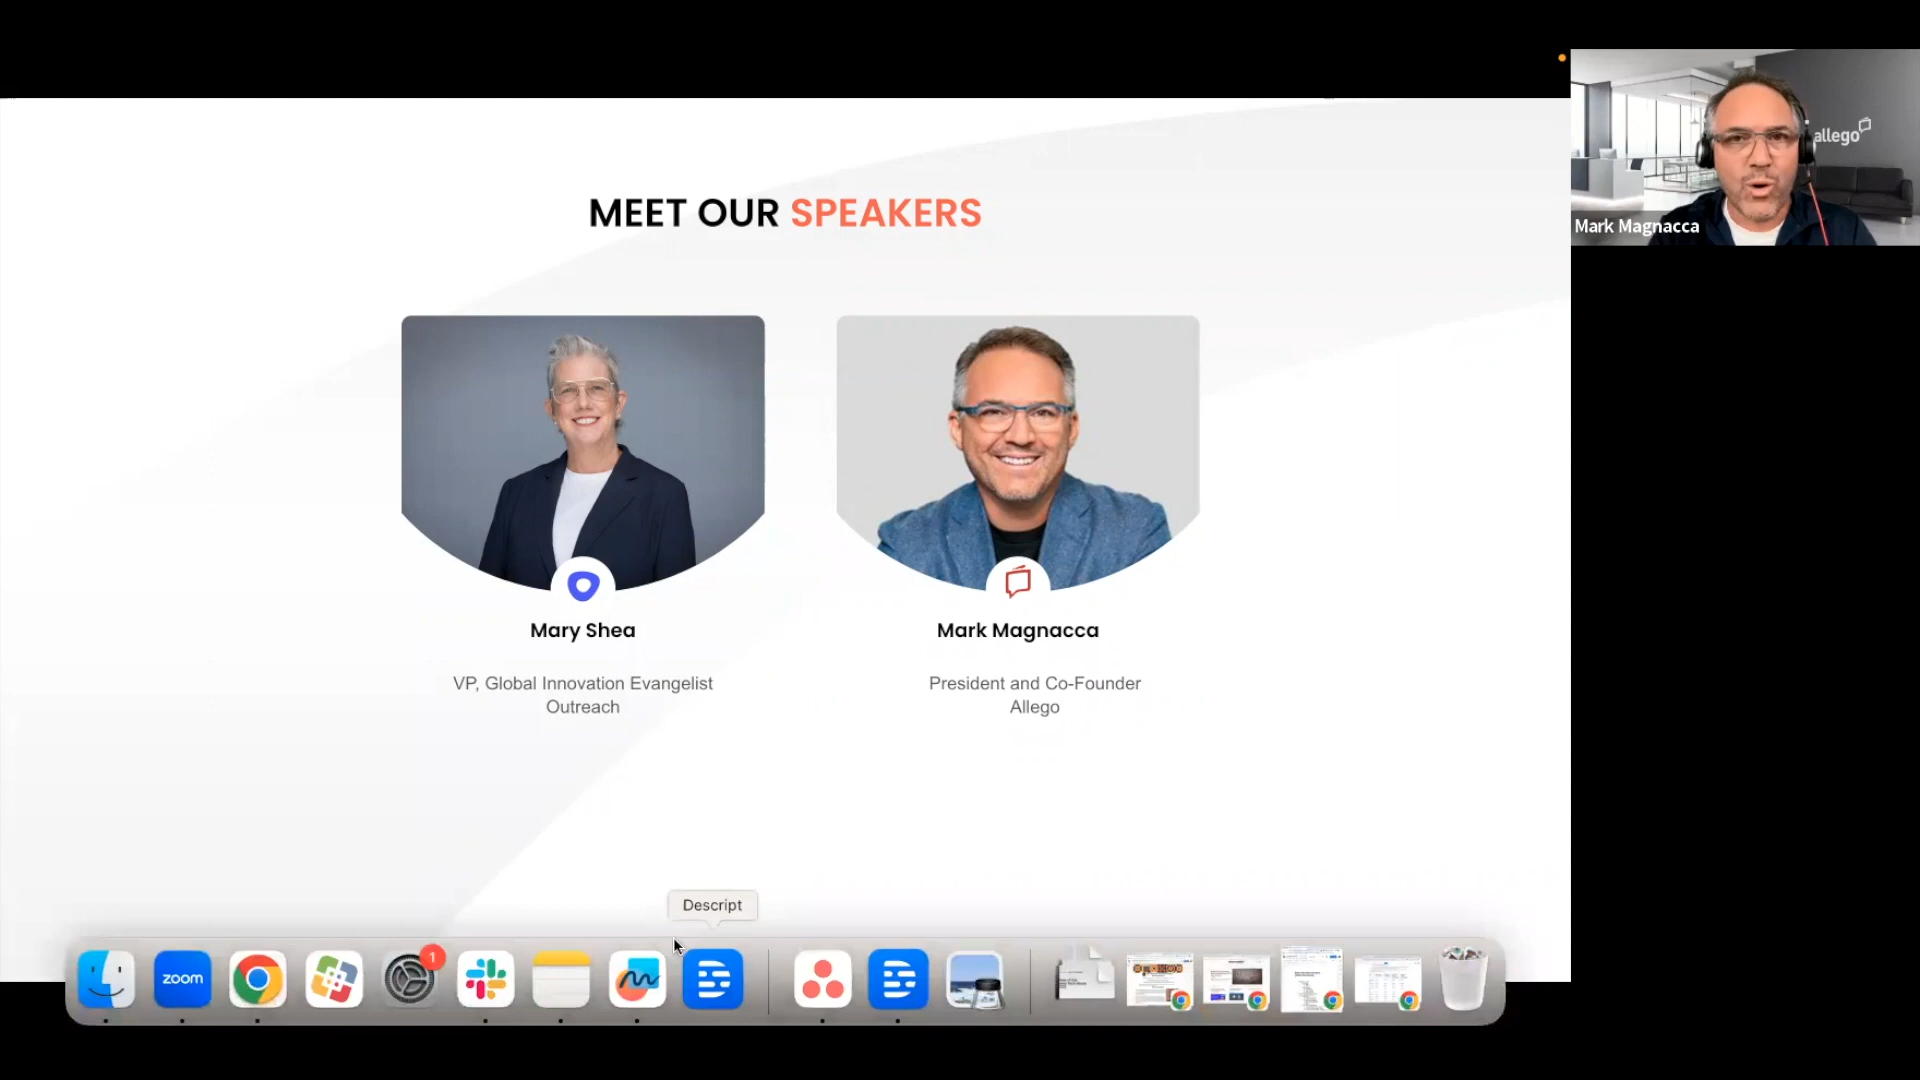 MEET OUR SPEAKERS
allego
Mark Magnacca
Mary Shea
Mark Magnacca
VP, Global Innovation Evangelist
Outreach
President and Co-Founder
Allego
Descript
1
zoom